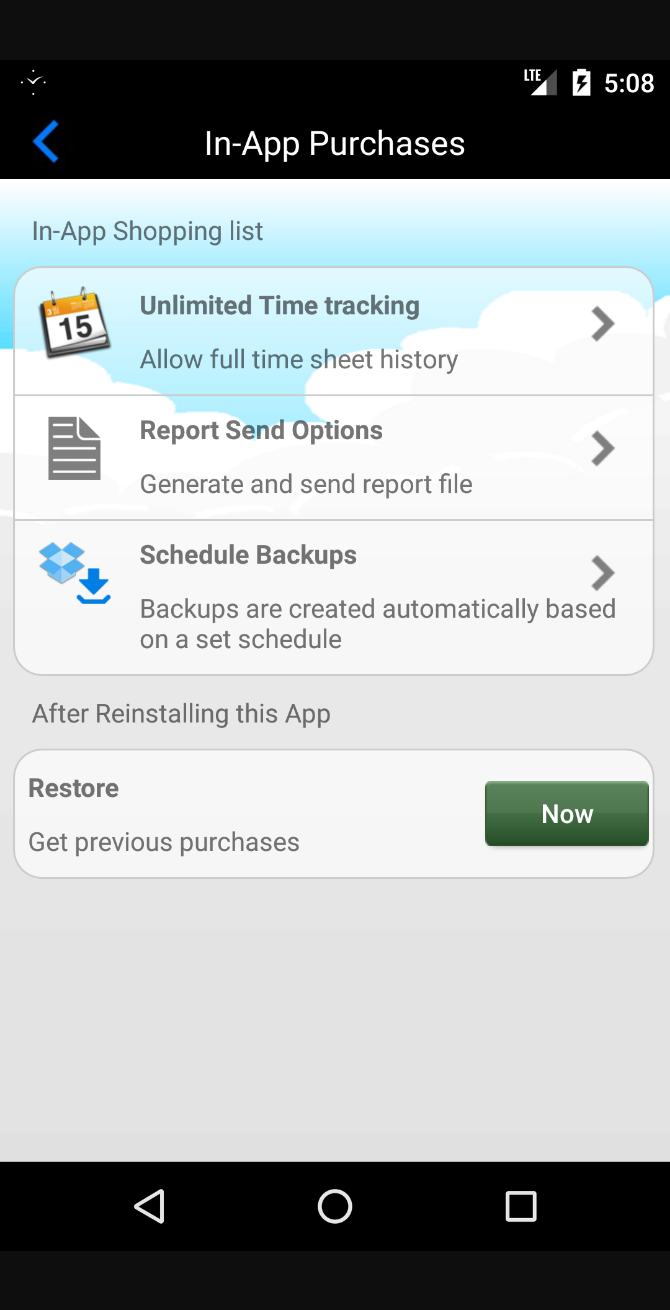 LTE 5:08
In-App Purchases
In-App Shopping list
15
Unlimited Time tracking
Allow full time sheet history
Report Send Options
Generate and send report file
Schedule Backups
Backups are created automatically based
on a set schedule
After Reinstalling this App
Restore
Get previous purchases
Now